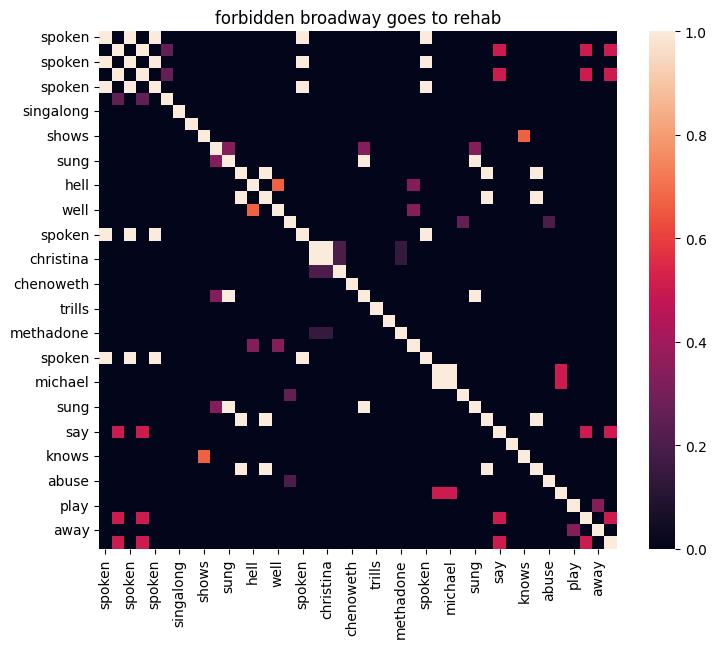 forbidden broadway goes to rehab
spoken
spoken
spoken
singalong
shows
sung
hell
well
spoken
christina
chenoweth
trills
methadone
spoken
michael
sung
say
knows
abuse
play
away
1.0
0.8
0.6
0.4
0.2
0.0
spoken
spoken
spoken
singalong
shows
sung
hell
well
spoken
christina
chenoweth
trills
methadone
spoken
michael
sung
say
knows
abuse
play
away